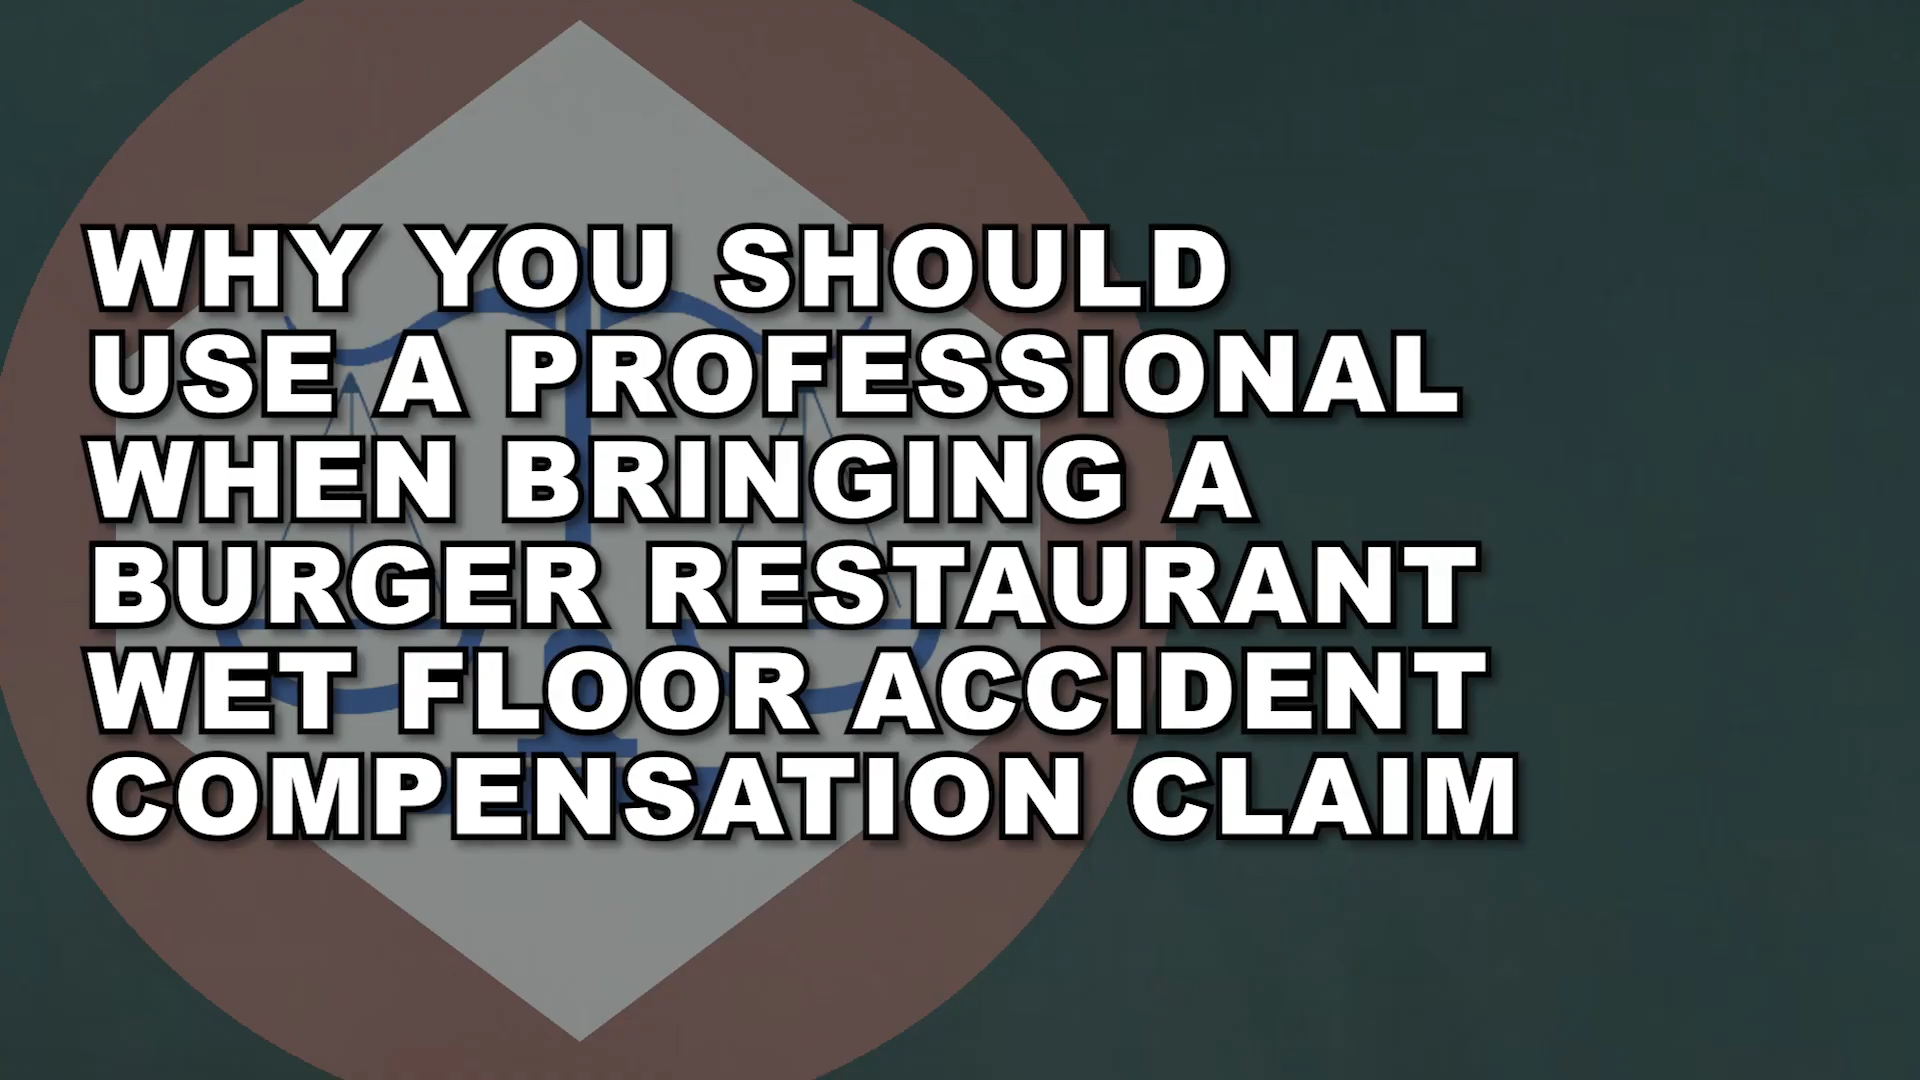 WHY YOU SHOULD
USE A PROFESSIONAL
WHEN BRINGING A
BURGER RESTAURANT
WET FLOOR ACCIDENT
COMPENSATION CLAIM